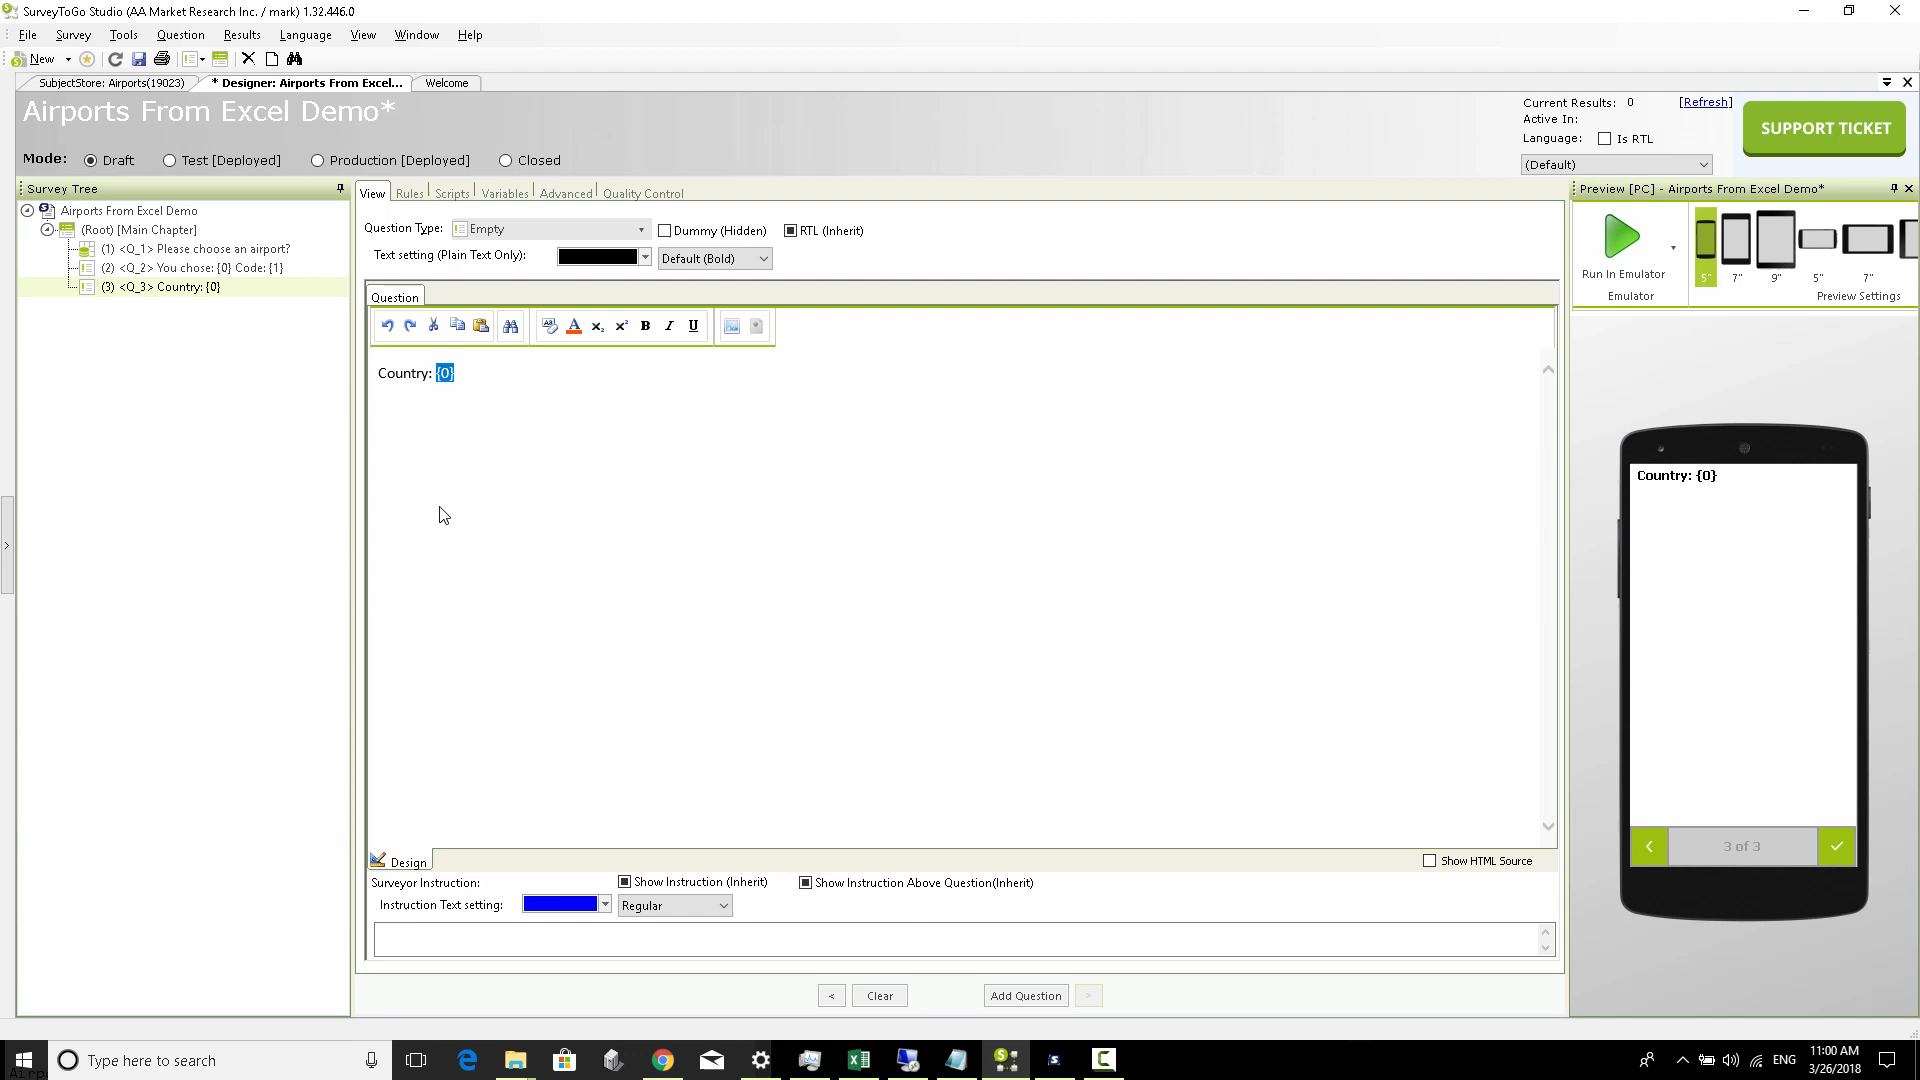 SurveyToGo Studio (AA Market Research Inc. / mark) 1.32.446.0
File Survey Tools Question Results Language View Window Help
New
SubjectStore: Airports(19023) * Designer: Airports From Excel... Welcome
Airports From Excel Demo*
Current Results: 0 [Refresh]
Active In:
Language: Is RTL
(Default)
SUPPORT TICKET
Mode: Draft Test [Deployed] Production [Deployed] Closed
Survey Tree
Airports From Excel Demo
(Root) [Main Chapter]
(1) <Q_1> Please choose an airport?
(2) <Q_2> You chose: {0} Code: {1}
(3) <Q_3> Country: {0}
View Rules Scripts Variables Advanced Quality Control
Question Type: Empty Dummy (Hidden) RTL (Inherit)
Text setting (Plain Text Only): Default (Bold)
Question
B I U
Country: {0}
Design
Show HTML Source
Surveyor Instruction: Show Instruction (Inherit) Show Instruction Above Question(Inherit)
Instruction Text setting: Regular
< Clear Add Question >
Preview [PC] - Airports From Excel Demo*
Run In Emulator
Emulator
5" 7" 9" 5" 7"
Preview Settings
Country: {0}
3 of 3
Type here to search
ENG
11:00 AM
3/26/2018